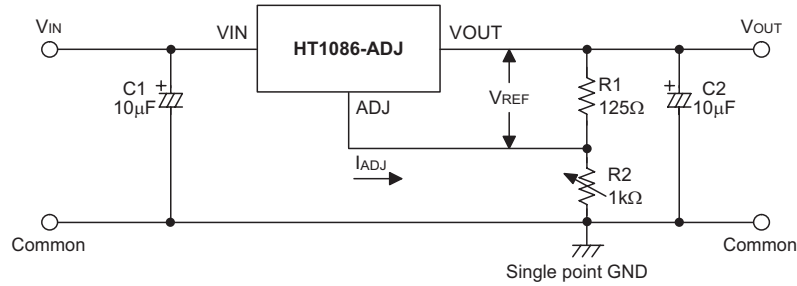 VIN
VIN
HT1086-ADJ
VOUT
VOUT
C1
+
10μF
ADJ
VREF
R1
125Ω
+
C2
10μF
IADJ
R2
1kΩ
Common
Common
Single point GND